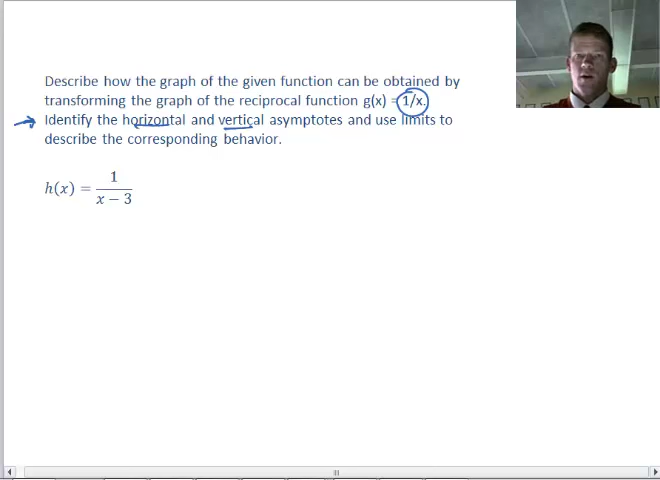 Describe how the graph of the given function can be obtained by
transforming the graph of the reciprocal function g(x) = 1/x.
Identify the horizontal and vertical asymptotes and use limits to
describe the corresponding behavior.
h(x) = 1 / (x − 3)